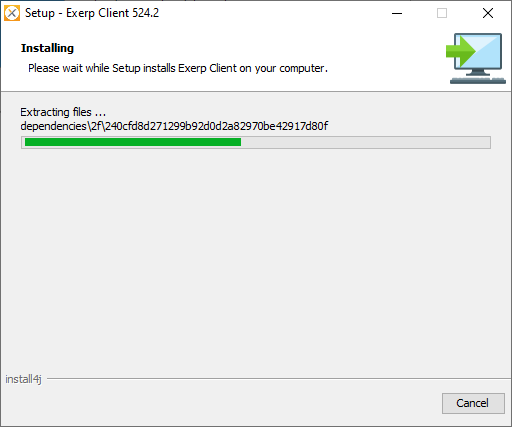 Setup - Exerp Client 524.2
Installing
Please wait while Setup installs Exerp Client on your computer.
Extracting files ...
dependencies\2f\240cfd8d271299b92d0d2a82970be42917d80f
install4j
Cancel